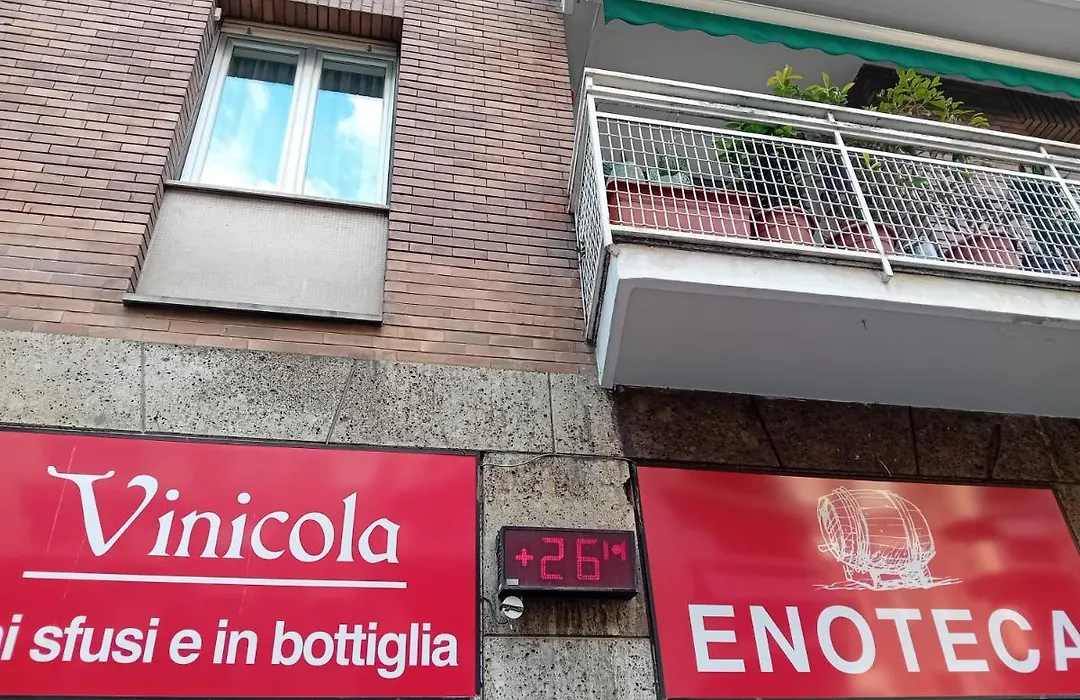 Vinicola
sfusi e in bottiglia
+26
ENOTECA